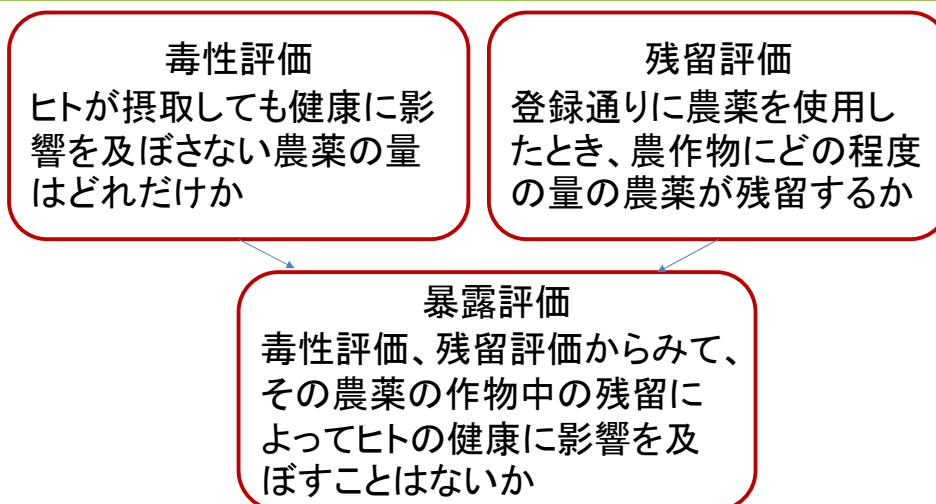 毒性評価
ヒトが摂取しても健康に影
響を及ぼさない農薬の量
はどれだけか
残留評価
登録通りに農薬を使用し
たとき、農作物にどの程度
の量の農薬が残留するか
暴露評価
毒性評価、残留評価からみて、
その農薬の作物中の残留に
よってヒトの健康に影響を及
ぼすことはないか